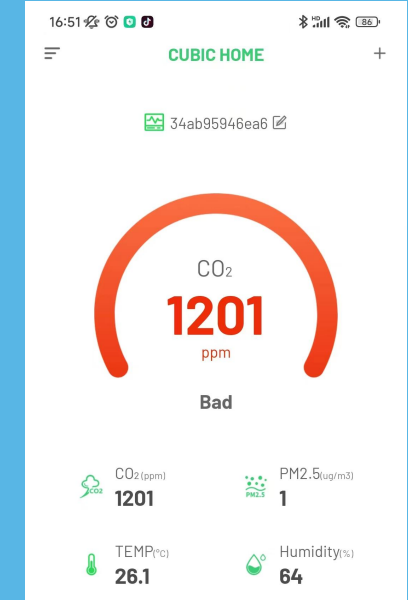 16:51 HD 86
CUBIC HOME
34ab95946ea6
CO2
1201
ppm
Bad
CO2 (ppm) PM2.5(ug/m3)
CO2 1201 PM2.5 1
TEMP(°C) Humidity(%)
26.1 64